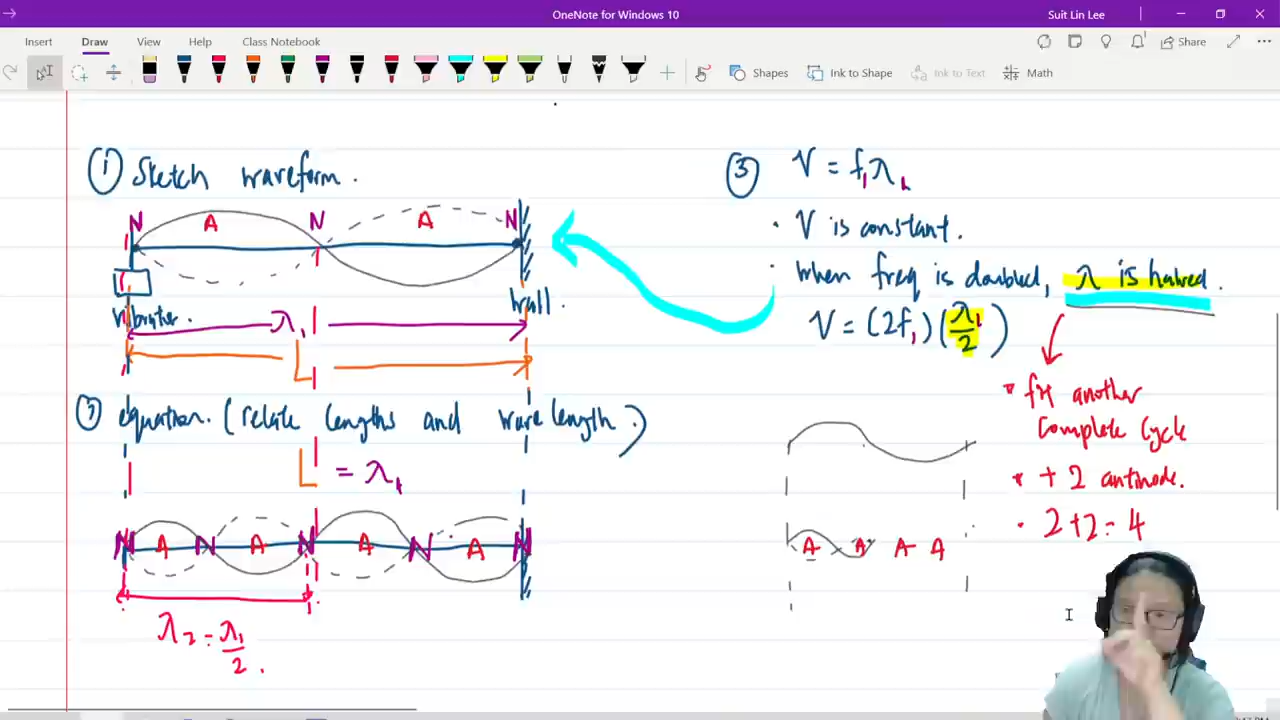 OneNote for Windows 10
Suit Lin Lee
Insert
Draw
View
Help
Class Notebook
Share
Shapes
Ink to Shape
Ink to Text
Math
① Sketch waveform.
N A N A N
vibrator.
wall.
λ₁
L
② equation. (relate lengths and wavelength.)
L = λ₁
N A N A N A N A N
λ₂ = λ₁/2.
③ V = f₁λ₁
· V is constant.
· When freq is doubled, λ is halved.
V = (2f₁)(λ₁/2)
another
complete cycle
+ 2 antinode.
· 2+2=4
A A A A